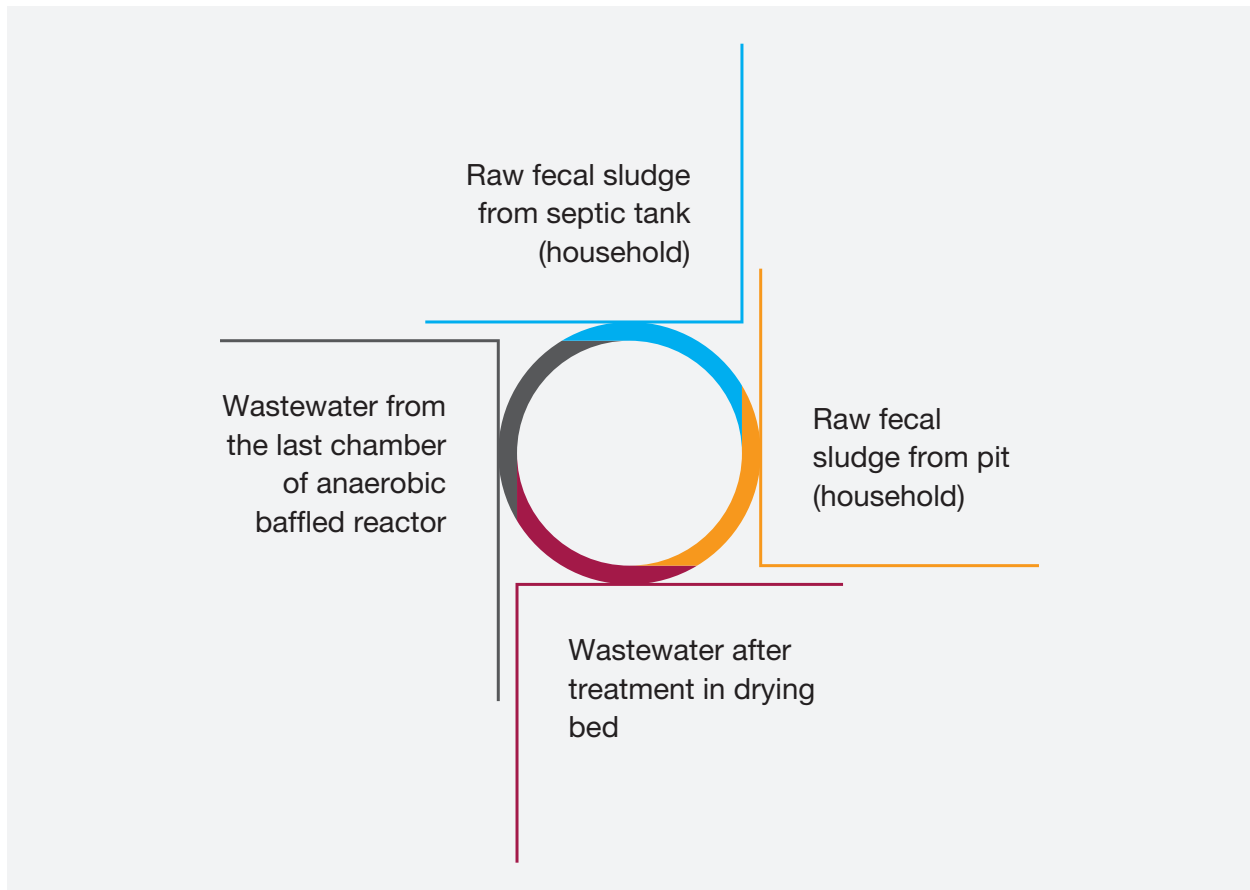 Raw fecal sludge
from septic tank
(household)
Wastewater from
the last chamber
of anaerobic
baffled reactor
Raw fecal
sludge from pit
(household)
Wastewater after
treatment in drying
bed